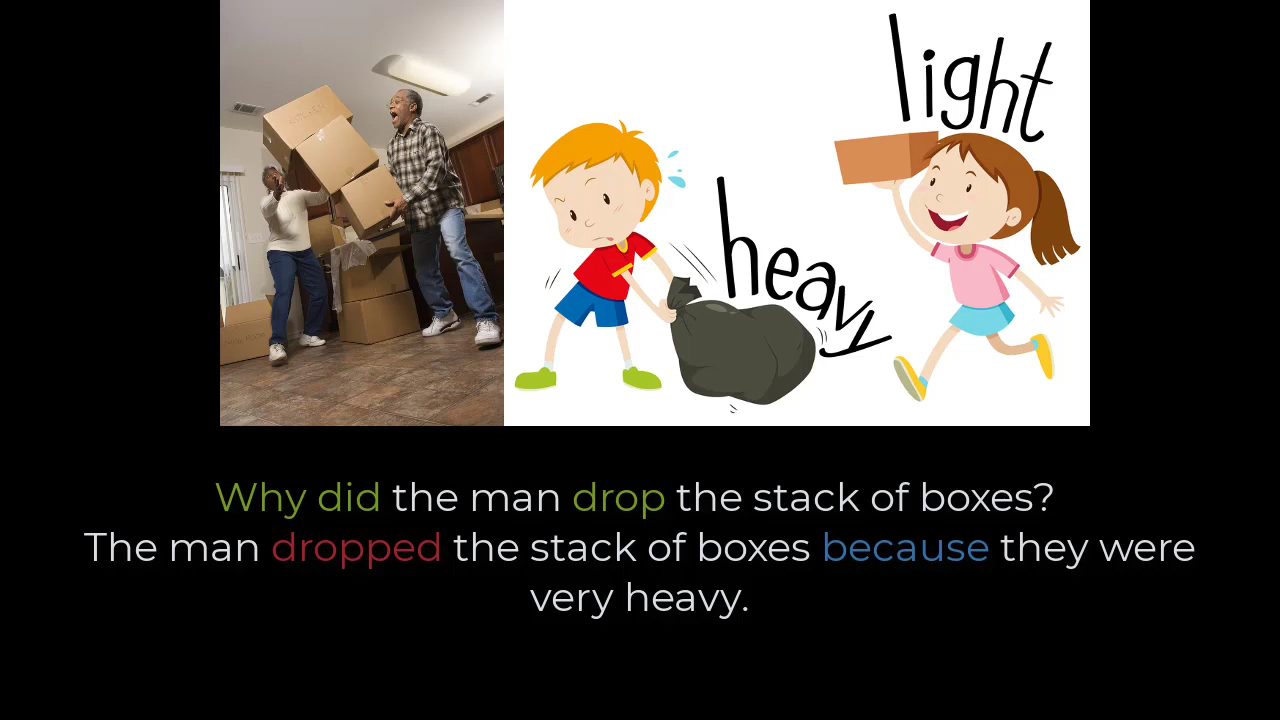 light
heavy
Why did the man drop the stack of boxes?
The man dropped the stack of boxes because they were
very heavy.